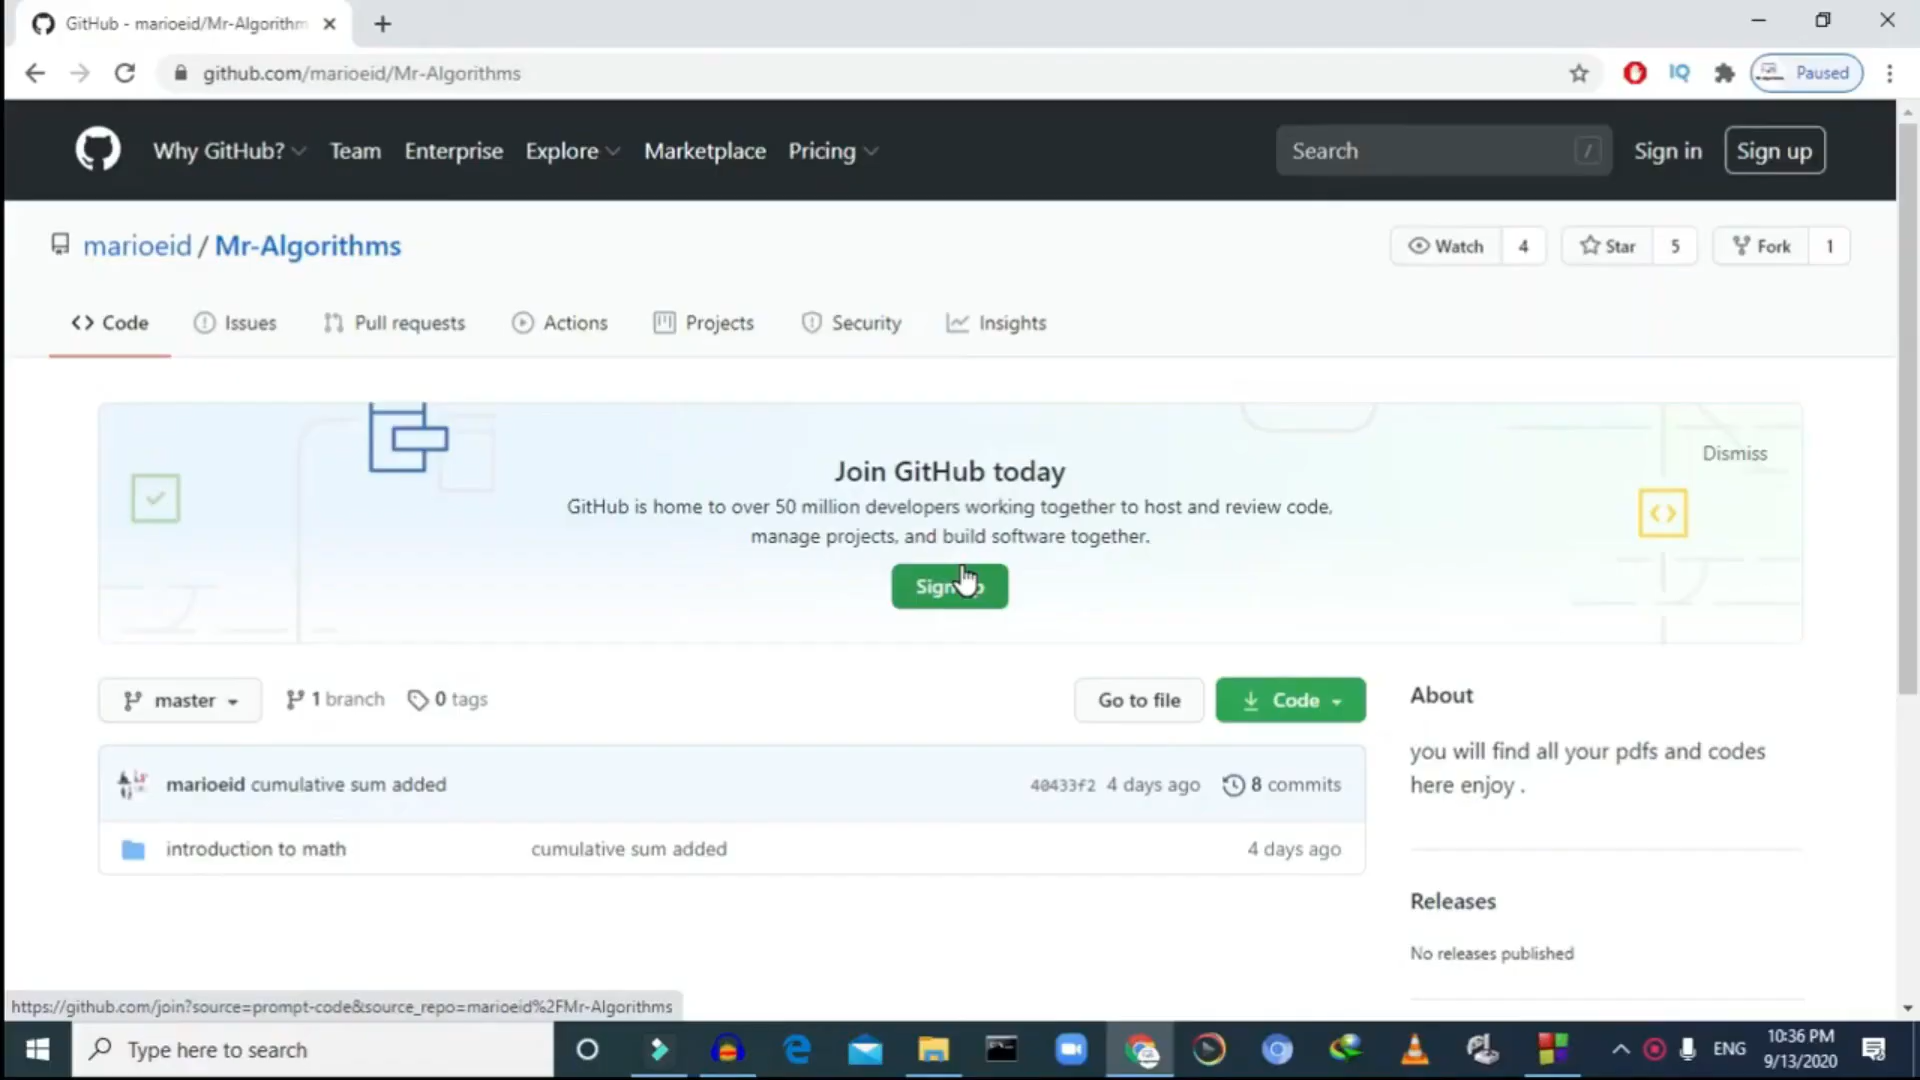 GitHub - marioeid/Mr-Algorithm
github.com/marioeid/Mr-Algorithms
IQ
Paused
Why GitHub? Team Enterprise Explore Marketplace Pricing
Search /
Sign in Sign up
marioeid / Mr-Algorithms
Watch 4 Star 5 Fork 1
Code Issues Pull requests Actions Projects Security Insights
Join GitHub today
Dismiss
GitHub is home to over 50 million developers working together to host and review code,
manage projects, and build software together.
master 1 branch 0 tags
Go to file Code
About
you will find all your pdfs and codes
here enjoy .
marioeid cumulative sum added 40433f2 4 days ago 8 commits
introduction to math cumulative sum added 4 days ago
Releases
No releases published
https://github.com/join?source=prompt-code&source_repo=marioeid%2FMr-Algorithms
Type here to search
ENG
10:36 PM
9/13/2020